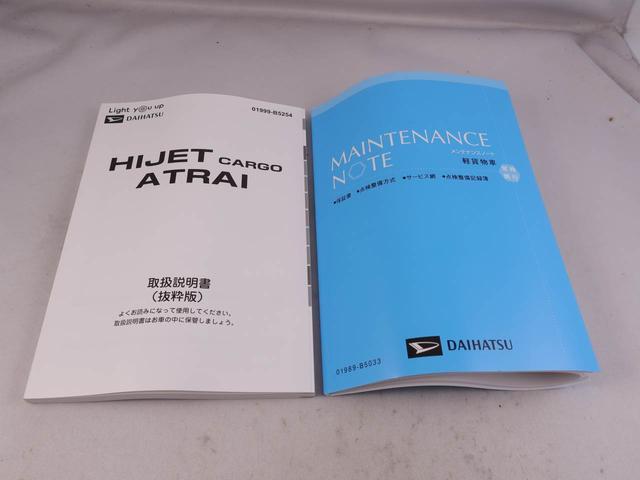 Light you up
DAIHATSU
01999-B5254
HIJET CARGO
ATRAI
取扱説明書
(抜粋版)
よくお読みになって使用してください。
取扱説明書はお車の中に保管しましょう。
MAINTENANCE
NOTE
メンテナンスノート
軽貨物車
•保証書 •点検整備方式 •サービス網 •点検整備記録簿
DAIHATSU
01989-B5033